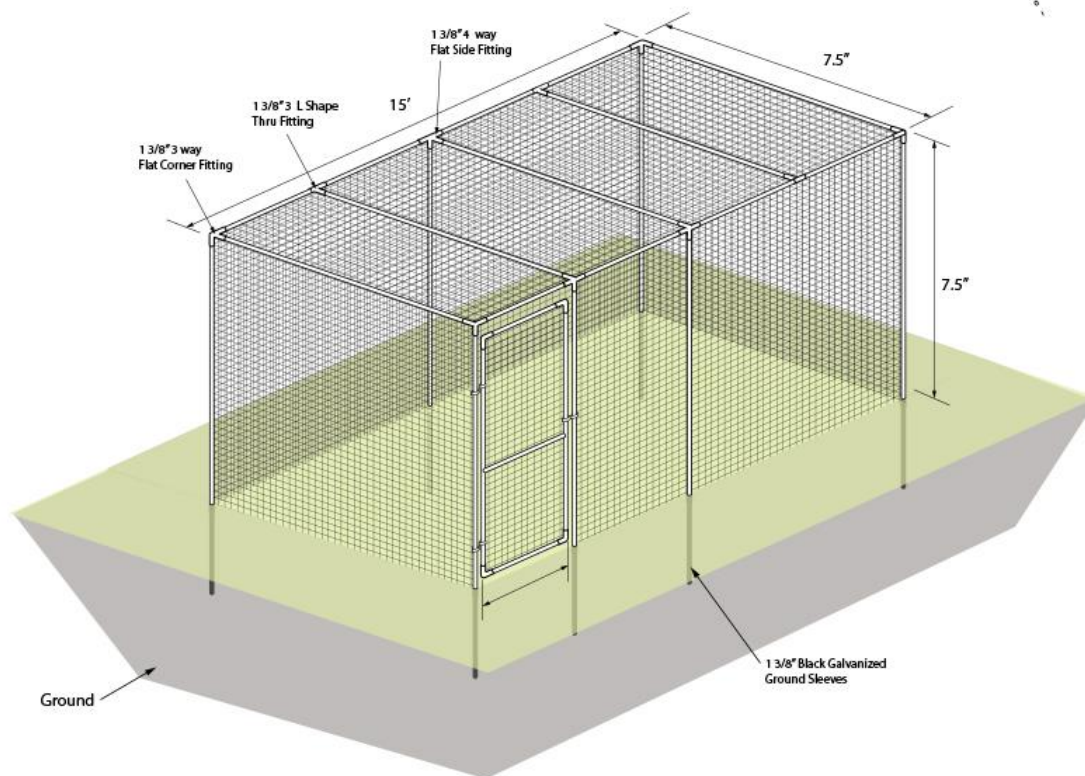 1 3/8" 4 way
Flat Side Fitting
7.5"
15'
1 3/8" 3 L Shape
Thru Fitting
1 3/8" 3 way
Flat Corner Fitting
7.5"
1 3/8" Black Galvanized
Ground Sleeves
Ground